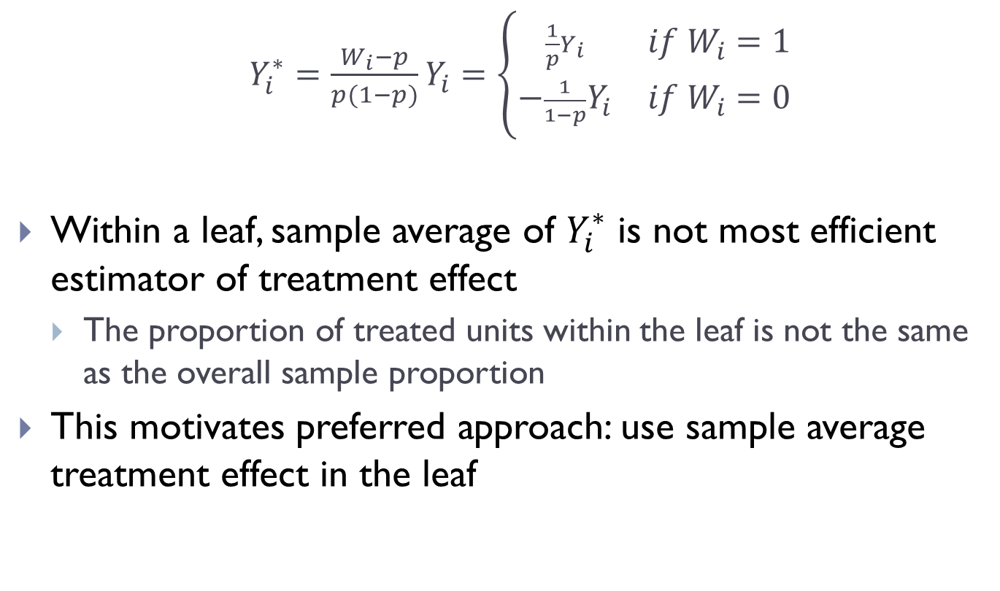 Y_i^* = \frac{W_i-p}{p(1-p)} Y_i = \begin{cases} \frac{1}{p}Y_i & if\ W_i = 1 \\ -\frac{1}{1-p}Y_i & if\ W_i = 0 \end{cases}
Within a leaf, sample average of Y_i^* is not most efficient
estimator of treatment effect
The proportion of treated units within the leaf is not the same
as the overall sample proportion
This motivates preferred approach: use sample average
treatment effect in the leaf